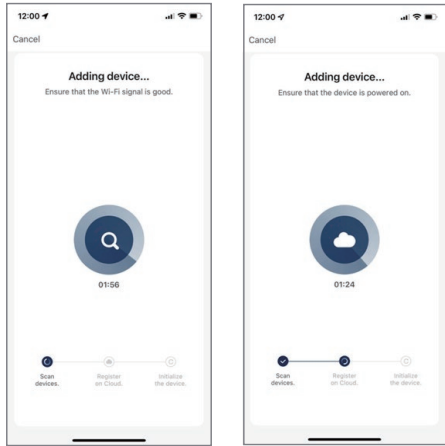 12:00
Cancel
Adding device...
Ensure that the Wi-Fi signal is good.
01:56
Scan
devices.
Register
on Cloud.
Initialize
the device.
12:00
Cancel
Adding device...
Ensure that the device is powered on.
01:24
Scan
devices.
Register
on Cloud.
Initialize
the device.